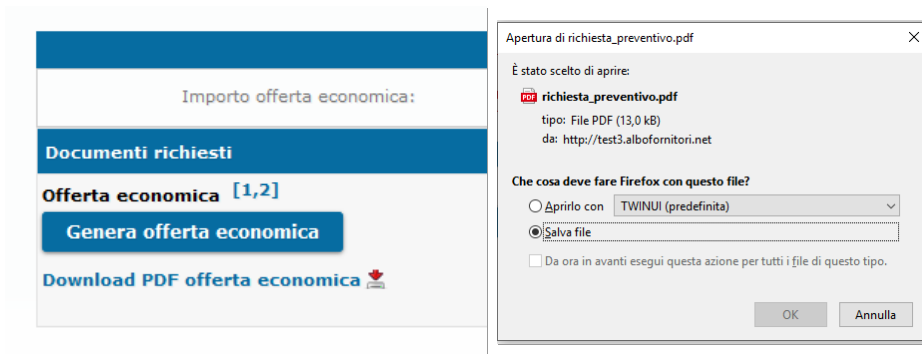 Importo offerta economica:
Documenti richiesti
Offerta economica [1,2]
Genera offerta economica
Download PDF offerta economica
Apertura di richiesta_preventivo.pdf
È stato scelto di aprire:
PDF richiesta_preventivo.pdf
tipo: File PDF (13,0 kB)
da: http://test3.albofornitori.net
Che cosa deve fare Firefox con questo file?
Aprirlo con TWINUI (predefinita)
Salva file
Da ora in avanti esegui questa azione per tutti i file di questo tipo.
OK Annulla